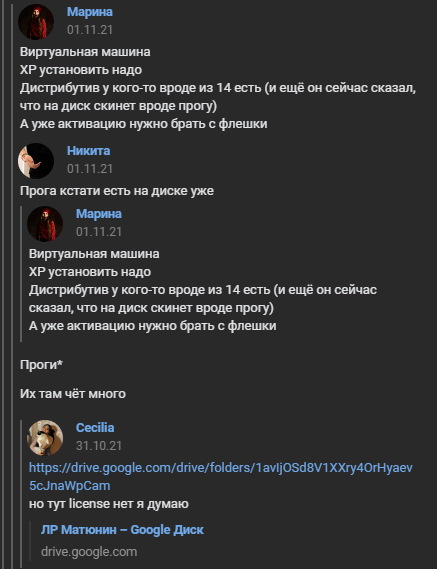 Марина
01.11.21
Виртуальная машина
XP установить надо
Дистрибутив у кого-то вроде из 14 есть (и ещё он сейчас сказал,
что на диск скинет вроде прогу)
А уже активацию нужно брать с флешки
Никита
01.11.21
Прога кстати есть на диске уже
Марина
01.11.21
Виртуальная машина
XP установить надо
Дистрибутив у кого-то вроде из 14 есть (и ещё он сейчас
сказал, что на диск скинет вроде прогу)
А уже активацию нужно брать с флешки
Проги*
Их там чёт много
Cecilia
31.10.21
https://drive.google.com/drive/folders/1avIjOSd8V1XXry4OrHyaev
5cJnaWpCam
но тут license нет я думаю
ЛР Матюнин – Google Диск
drive.google.com